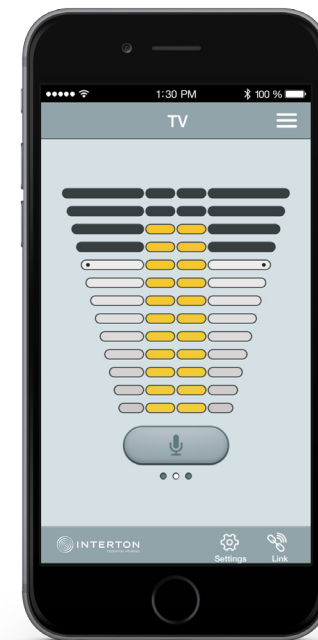 1:30 PM
100 %
TV
INTERTON
Settings
Link